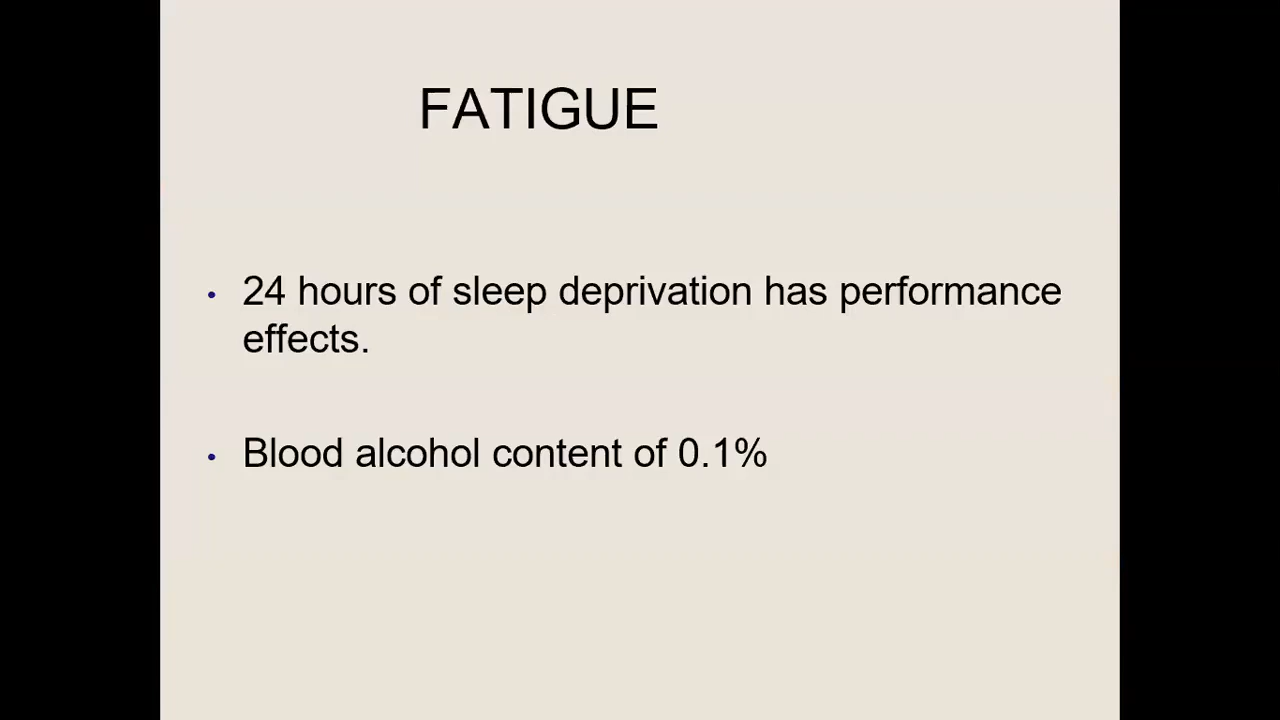 FATIGUE
• 24 hours of sleep deprivation has performance
effects.
• Blood alcohol content of 0.1%